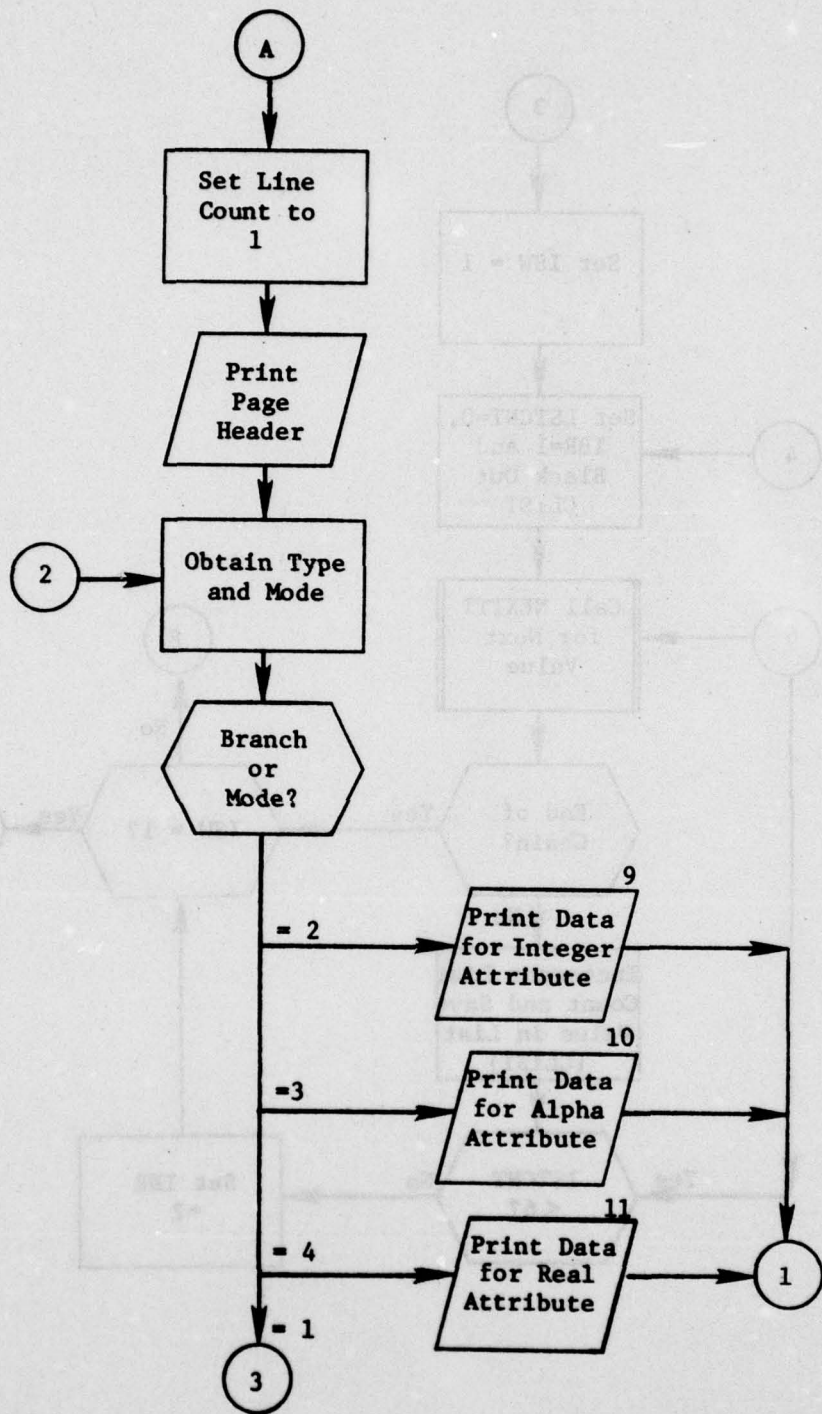 A
Set Line
Count to
1
Print
Page
Header
2
Obtain Type
and Mode
Branch
or
Mode?
= 2
9
Print Data
for Integer
Attribute
=3
10
Print Data
for Alpha
Attribute
= 4
11
Print Data
for Real
Attribute
1
= 1
3